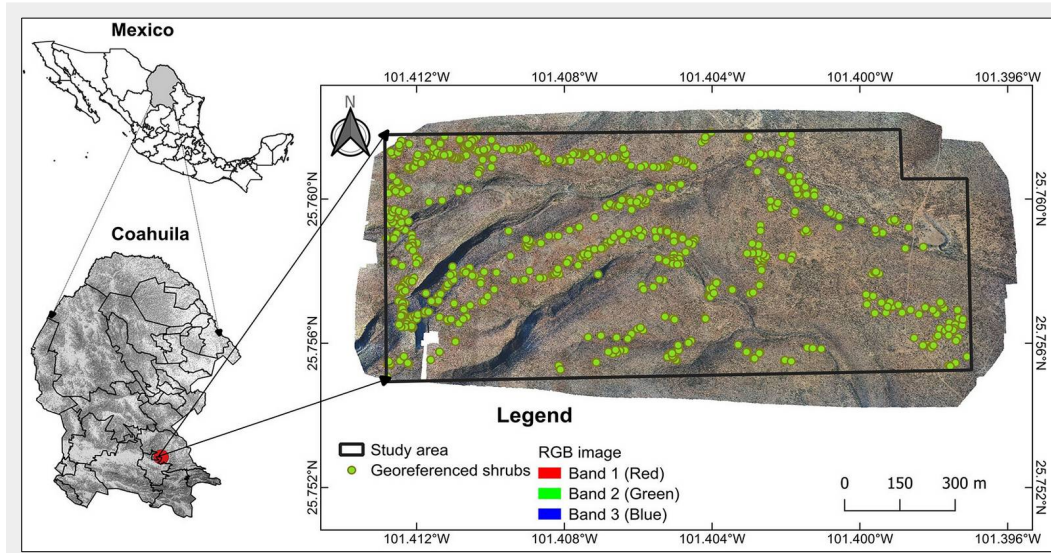 Mexico
Coahuila
101.412°W 101.408°W 101.404°W 101.400°W 101.396°W
N
25.760°N
25.756°N
25.752°N
25.760°N
25.756°N
25.752°N
Legend
Study area
Georeferenced shrubs
RGB image
Band 1 (Red)
Band 2 (Green)
Band 3 (Blue)
0 150 300 m
101.412°W 101.408°W 101.404°W 101.400°W 101.396°W